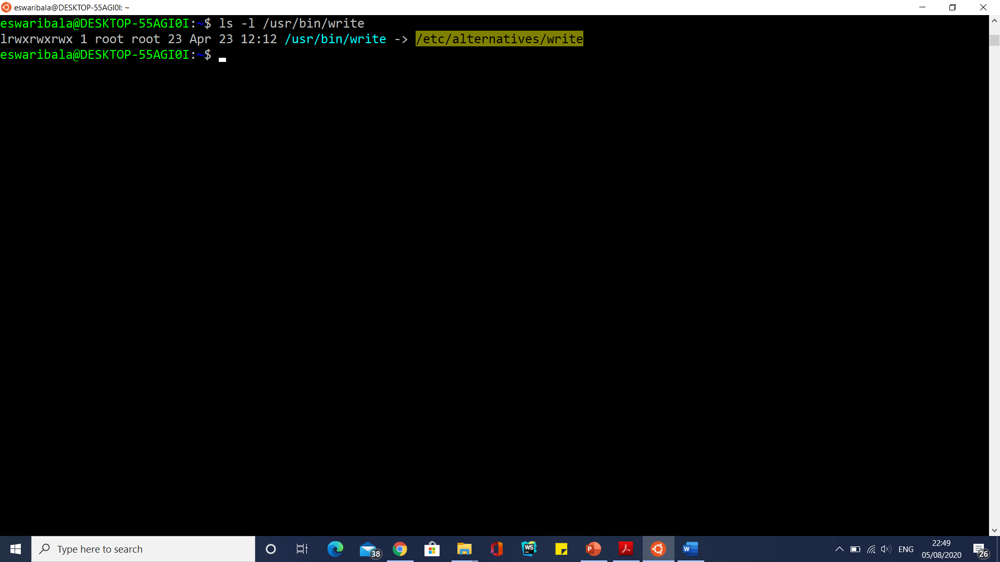 eswaribala@DESKTOP-55AGI0I: ~
eswaribala@DESKTOP-55AGI0I:~$ ls -l /usr/bin/write
lrwxrwxrwx 1 root root 23 Apr 23 12:12 /usr/bin/write -> /etc/alternatives/write
eswaribala@DESKTOP-55AGI0I:~$
Type here to search
38
WS
P
W
ENG
22:49
05/08/2020
26